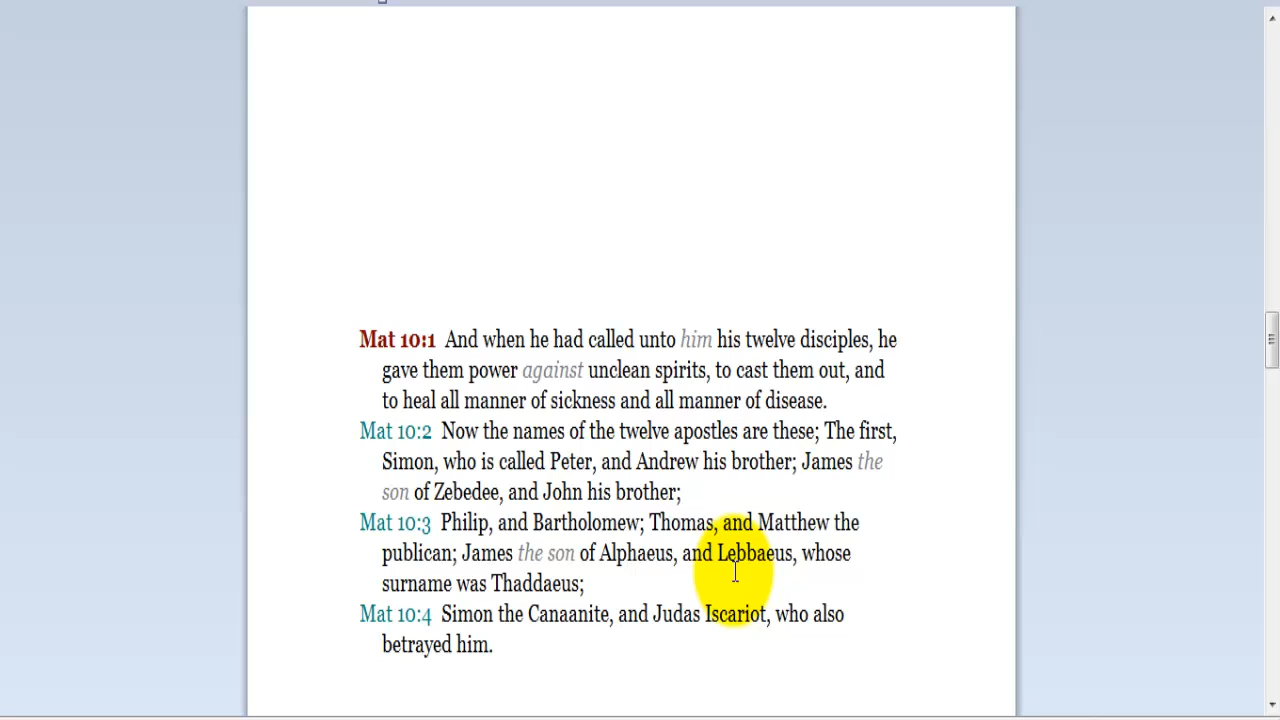 Mat 10:1 And when he had called unto him his twelve disciples, he
gave them power against unclean spirits, to cast them out, and
to heal all manner of sickness and all manner of disease.
Mat 10:2 Now the names of the twelve apostles are these; The first,
Simon, who is called Peter, and Andrew his brother; James the
son of Zebedee, and John his brother;
Mat 10:3 Philip, and Bartholomew; Thomas, and Matthew the
publican; James the son of Alphaeus, and Lebbaeus, whose
surname was Thaddaeus;
Mat 10:4 Simon the Canaanite, and Judas Iscariot, who also
betrayed him.